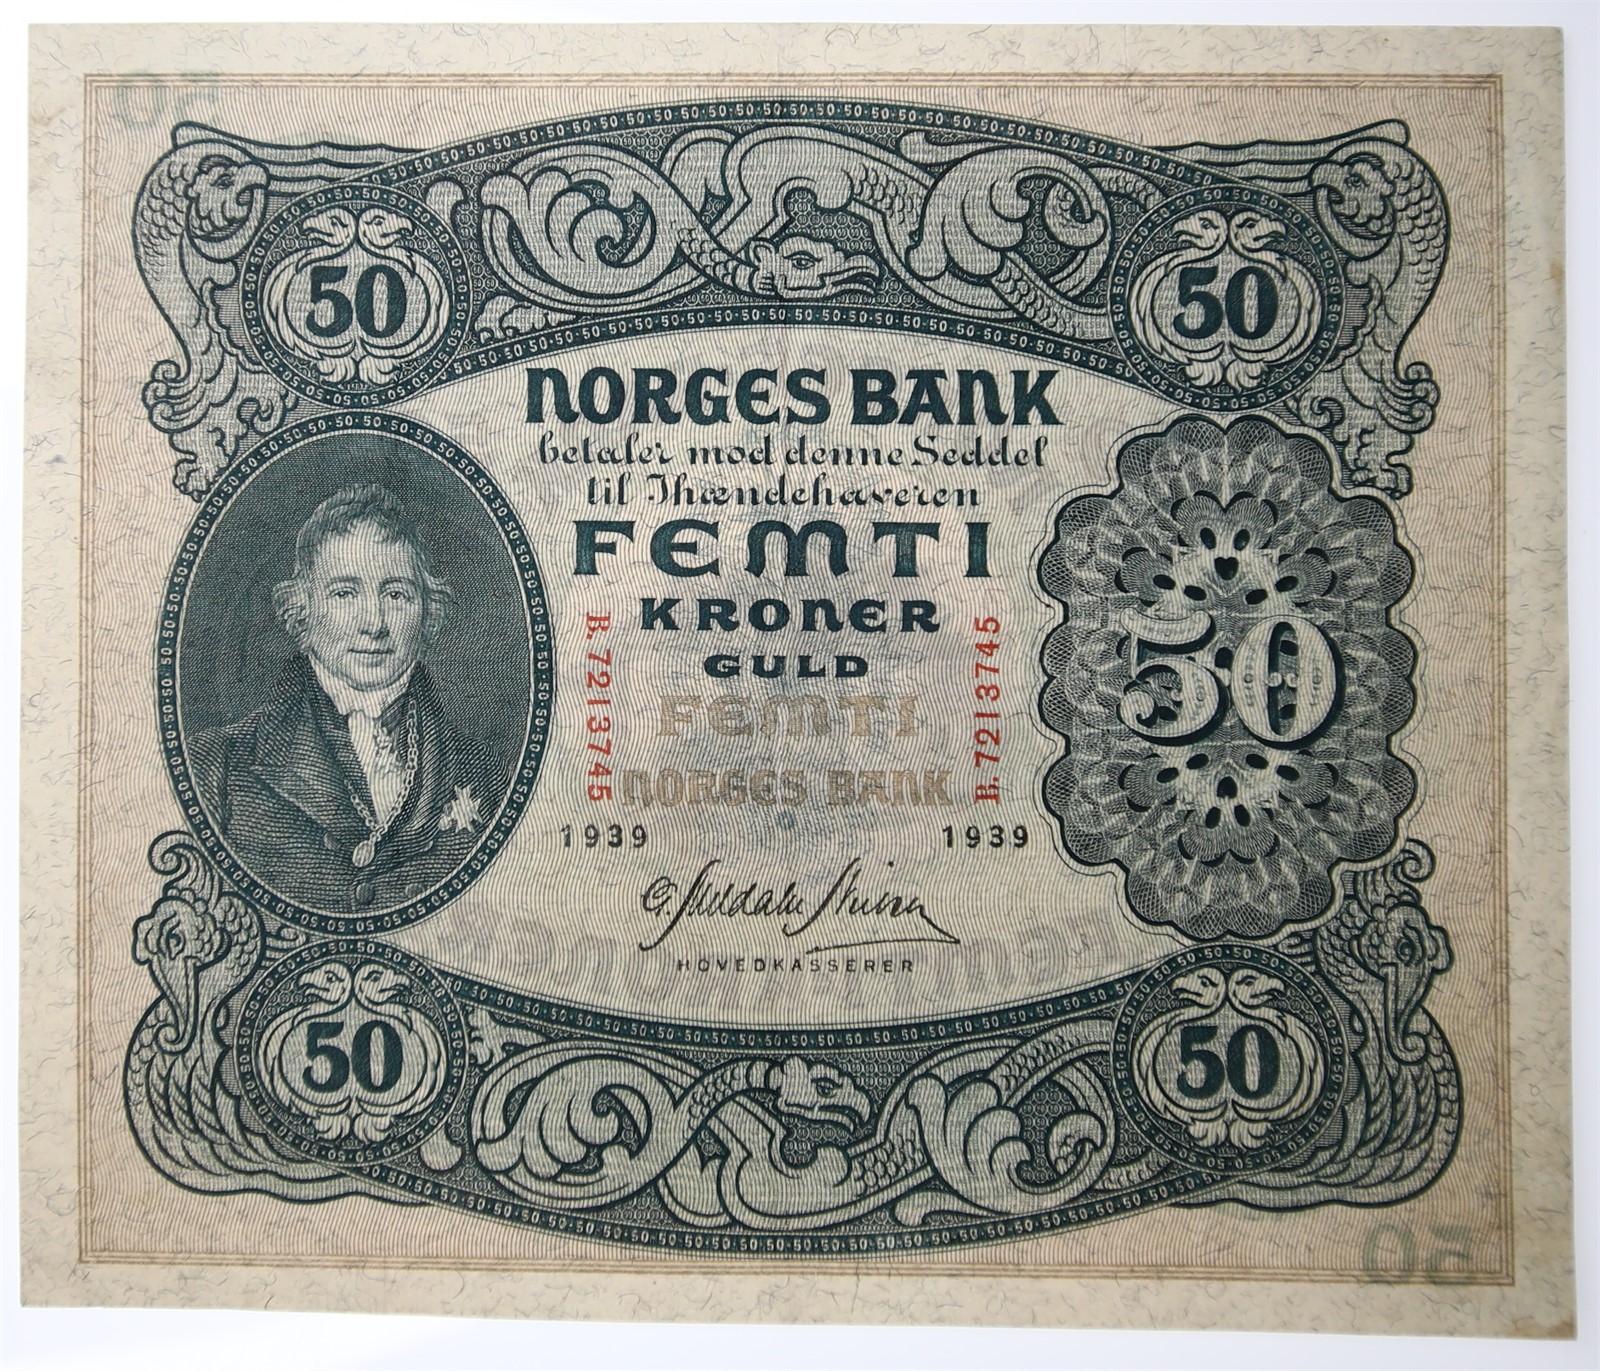 50 50
NORGES BANK
betaler mod denne Seddel
til Ihændehaveren
FEMTI
KRONER
GULD
FEMTI
NORGES BANK
B.7213745
B.7213745
50
1939 1939
HOVEDKASSERER
50 50